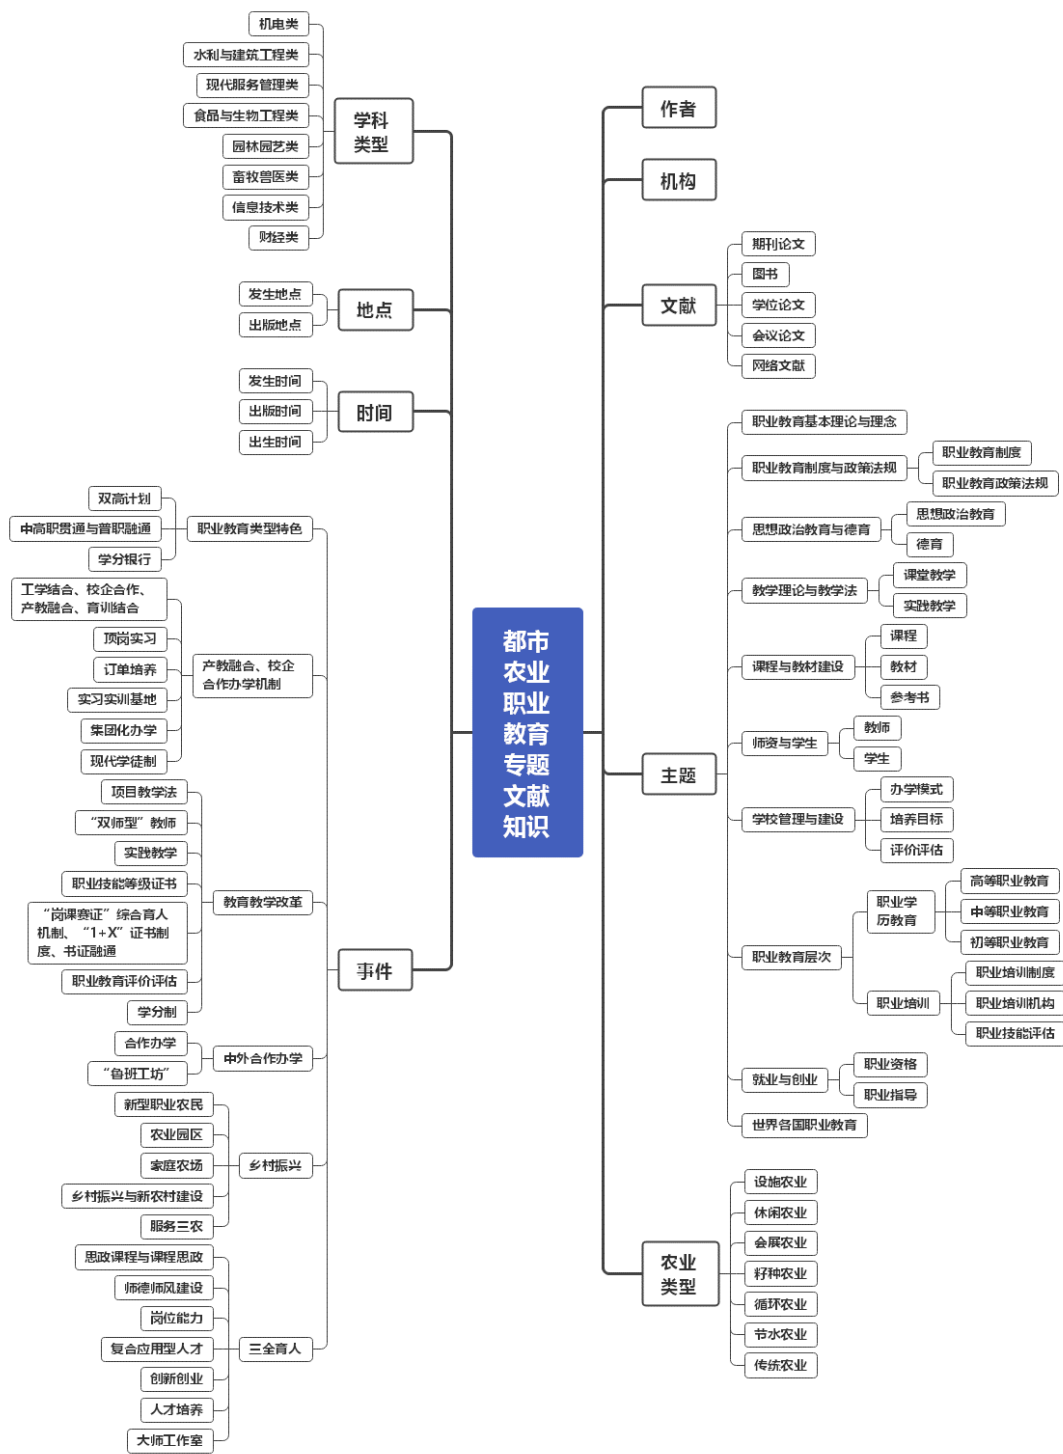 都市
农业
职业
教育
专题
文献
知识
学科
类型
机电类
水利与建筑工程类
现代服务管理类
食品与生物工程类
园林园艺类
畜牧兽医类
信息技术类
财经类
地点
发生地点
出版地点
时间
发生时间
出版时间
出生时间
事件
职业教育类型特色
双高计划
中高职贯通与普职融通
学分银行
产教融合、校企
合作办学机制
工学结合、校企合作、
产教融合、育训结合
顶岗实习
订单培养
实习实训基地
集团化办学
现代学徒制
教育教学改革
项目教学法
“双师型”教师
实践教学
职业技能等级证书
“岗课赛证”综合育人
机制、“1+X”证书制
度、书证融通
职业教育评价评估
学分制
中外合作办学
合作办学
“鲁班工坊”
乡村振兴
新型职业农民
农业园区
家庭农场
乡村振兴与新农村建设
服务三农
三全育人
思政课程与课程思政
师德师风建设
岗位能力
复合应用型人才
创新创业
人才培养
大师工作室
作者
机构
文献
期刊论文
图书
学位论文
会议论文
网络文献
主题
职业教育基本理论与理念
职业教育制度与政策法规
职业教育制度
职业教育政策法规
思想政治教育与德育
思想政治教育
德育
教学理论与教学法
课堂教学
实践教学
课程与教材建设
课程
教材
参考书
师资与学生
教师
学生
学校管理与建设
办学模式
培养目标
评价评估
职业教育层次
职业学
历教育
高等职业教育
中等职业教育
初等职业教育
职业培训
职业培训制度
职业培训机构
职业技能评估
就业与创业
职业资格
职业指导
世界各国职业教育
农业
类型
设施农业
休闲农业
会展农业
籽种农业
循环农业
节水农业
传统农业